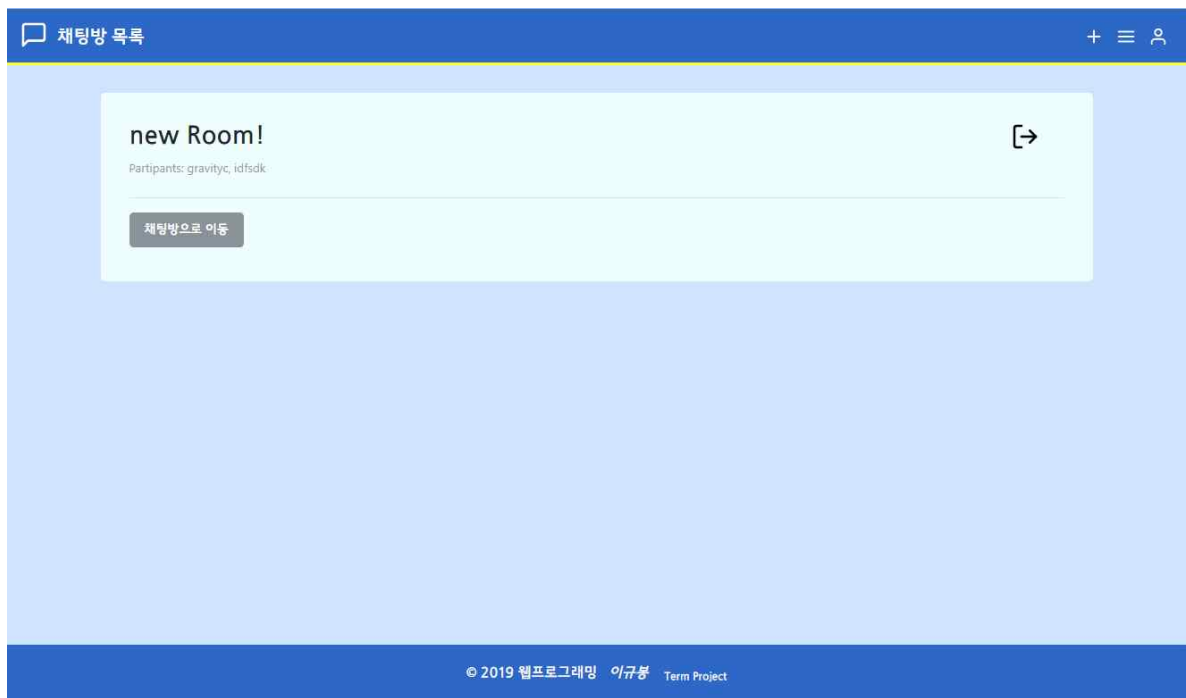 채팅방 목록
new Room!
Partipants: gravityc, idfsdk
채팅방으로 이동
© 2019 웹프로그래밍 이규봉 Term Project